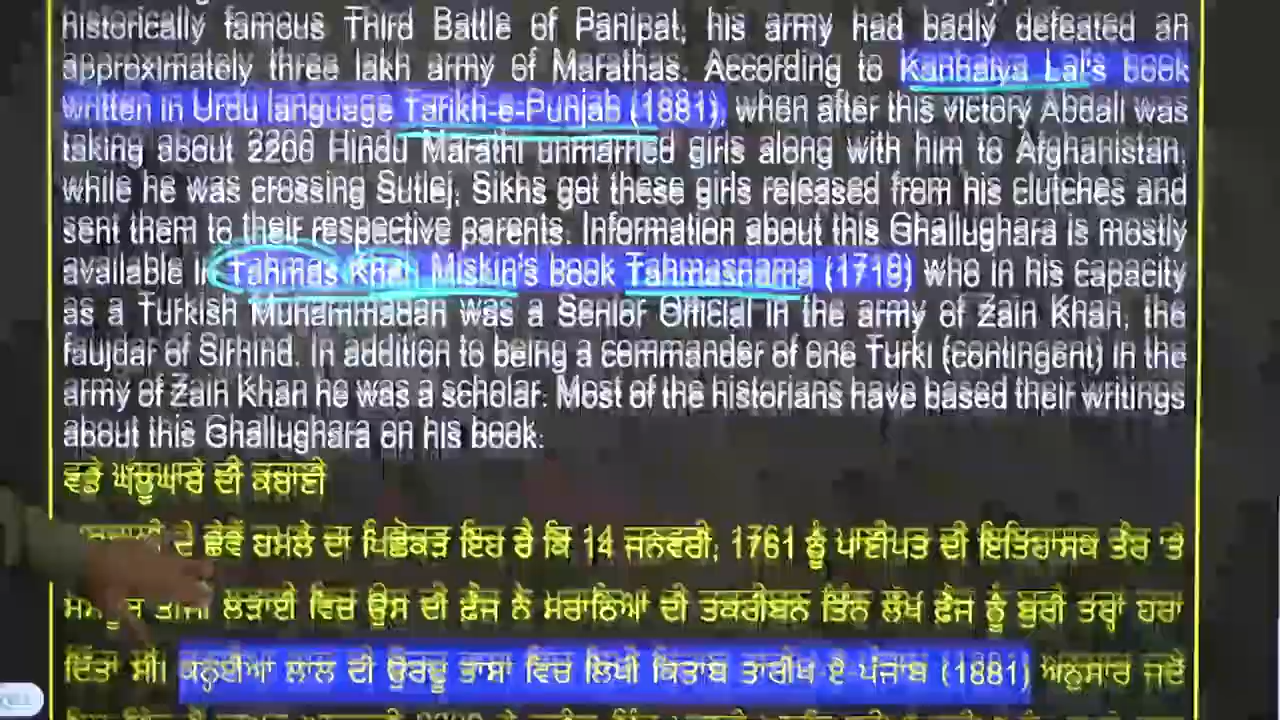 historically famous Third Battle of Panipat, his army had badly defeated an
approximately three lakh army of Marathas. According to Kanhaiya Lal's book
written in Urdu language Tarikh-e-Punjab (1881), when after this victory Abdali was
taking about 2200 Hindu Marathi unmarried girls along with him to Afghanistan,
while he was crossing Sutlej, Sikhs got these girls released from his clutches and
sent them to their respective parents. Information about this Ghallughara is mostly
available in Tahmas Khan Miskin's book Tahmasnama who in his capacity
as a Turkish Muhammadan was a Senior Official in the army of Zain Khan, the
faujdar of Sirhind. In addition to being a commander of one Turki (contingent) in the
army of Zain Khan he was a scholar. Most of the historians have based their writings
about this Ghallughara on his book.
ਵੱਡੇ ਘੱਲੂਘਾਰੇ ਦੀ ਕਹਾਣੀ
ਦੇ ਛੇਵੇਂ ਹਮਲੇ ਦਾ ਪਿਛੋਕੜ ਇਹ ਹੈ ਕਿ 14 ਜਨਵਰੀ, 1761 ਨੂੰ ਪਾਣੀਪਤ ਦੀ ਇਤਿਹਾਸਕ ਤੌਰ 'ਤੇ
ਲੜਾਈ ਵਿਚ ਉਸ ਦੀ ਫ਼ੌਜ ਨੇ ਮਰਾਠਿਆਂ ਦੀ ਤਕਰੀਬਨ ਤਿੰਨ ਲੱਖ ਫ਼ੌਜ ਨੂੰ ਬੁਰੀ ਤਰ੍ਹਾਂ ਹਰਾ
ਦਿੱਤਾ ਸੀ। ਕਨ੍ਹਈਆ ਲਾਲ ਦੀ ਉਰਦੂ ਭਾਸ਼ਾ ਵਿਚ ਲਿਖੀ ਕਿਤਾਬ ਤਾਰੀਖ ਏ ਪੰਜਾਬ (1881) ਅਨੁਸਾਰ ਜਦੋਂ